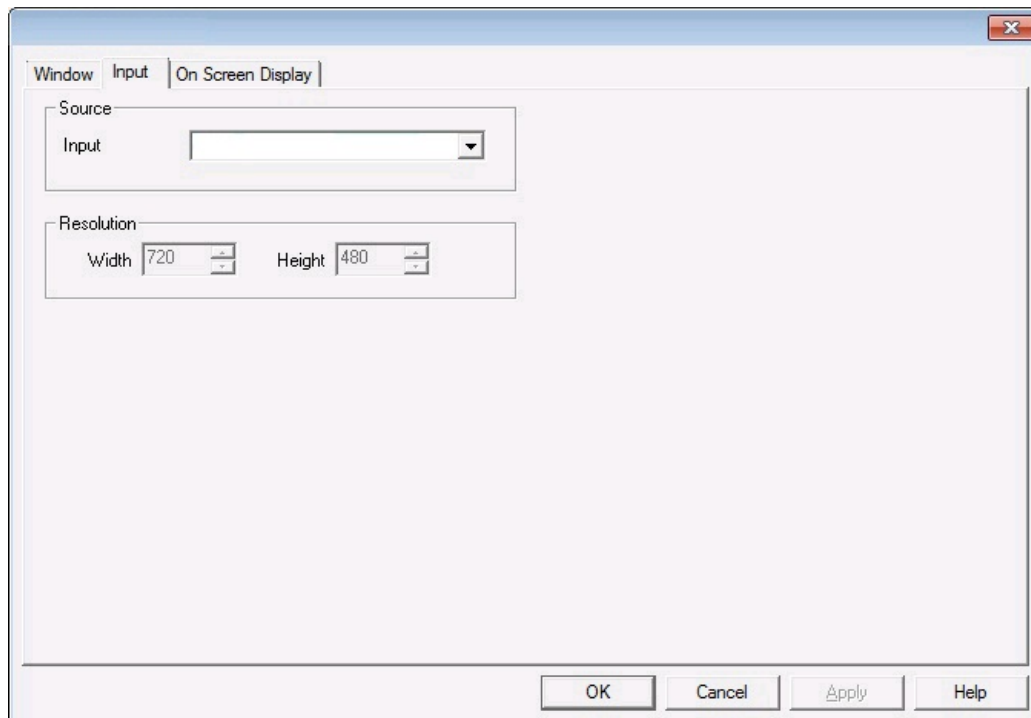 Window Input On Screen Display
Source
Input
Resolution
Width 720 Height 480
OK Cancel Apply Help